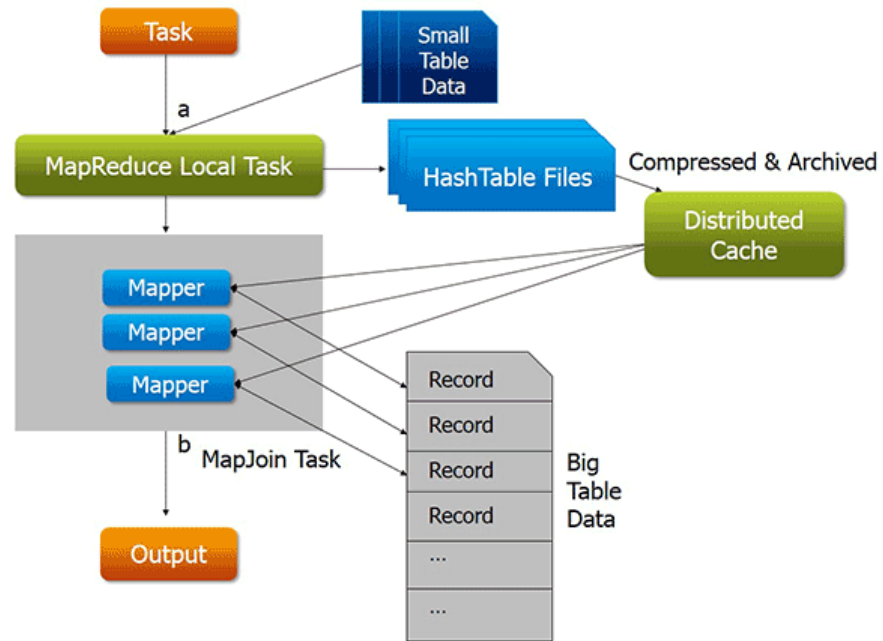 Task
Small
Table
Data
a
MapReduce Local Task
HashTable Files
Compressed & Archived
Distributed
Cache
Mapper
Mapper
Mapper
Record
Record
Record
Record
...
...
Big
Table
Data
b
MapJoin Task
Output